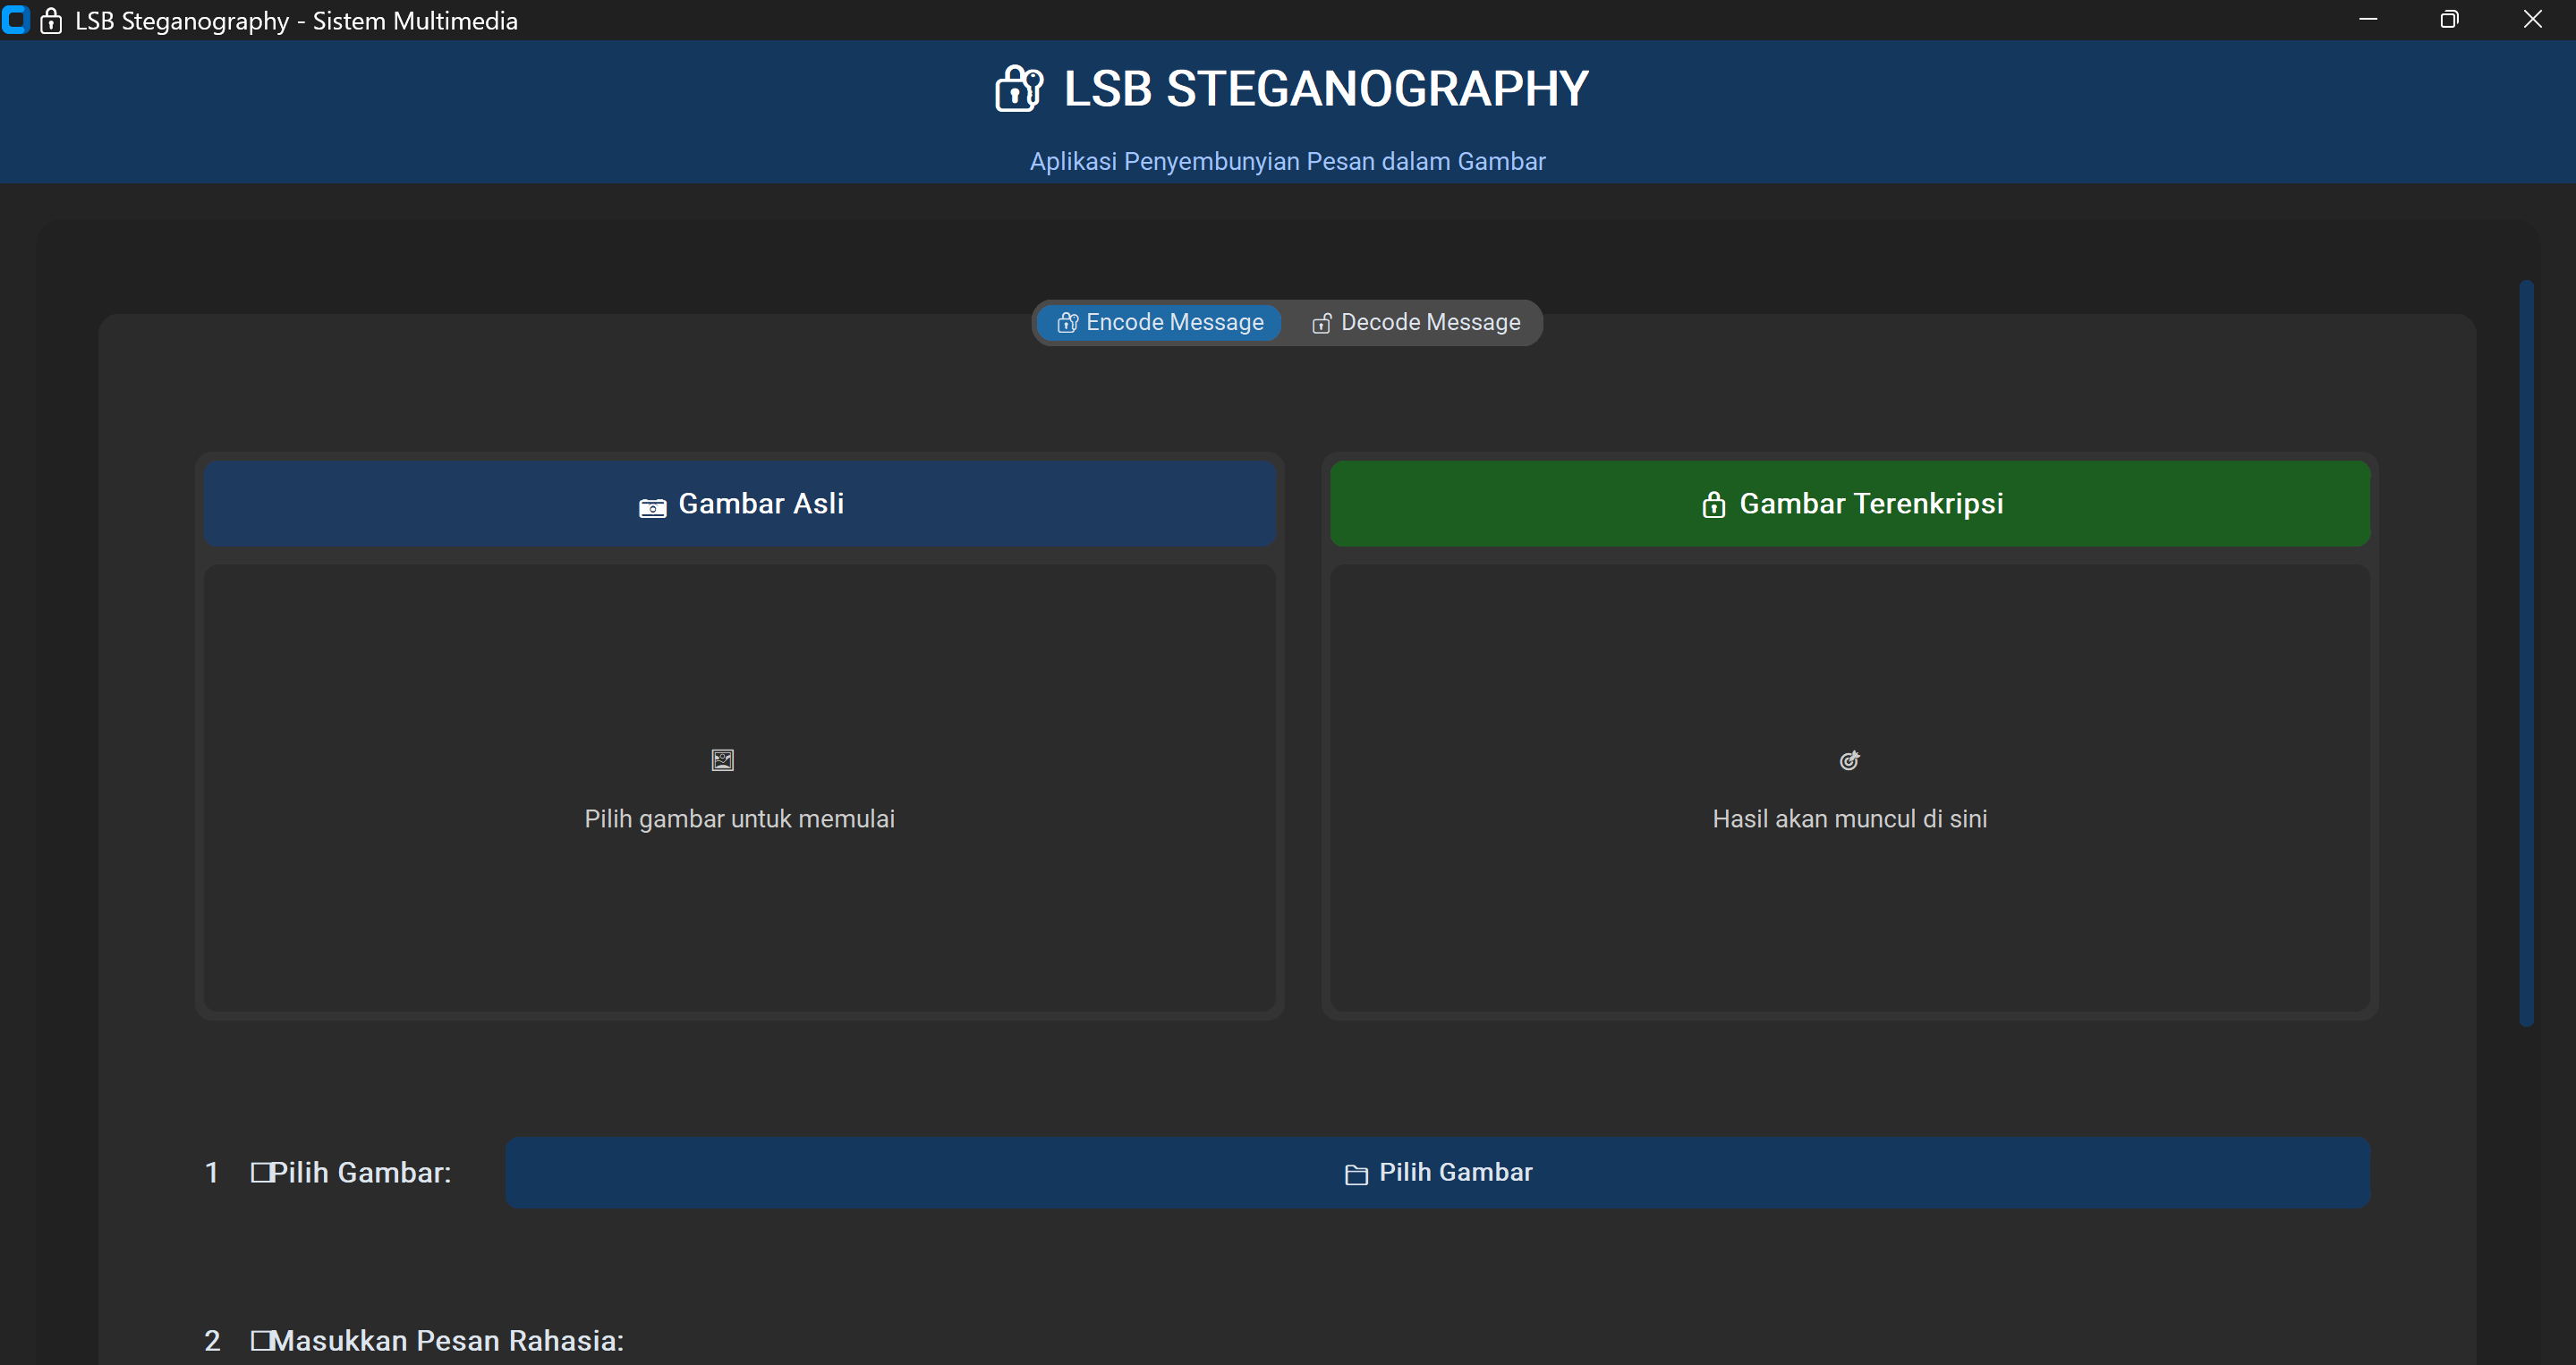 LSB Steganography - Sistem Multimedia
LSB STEGANOGRAPHY
Aplikasi Penyembunyian Pesan dalam Gambar
Encode Message
Decode Message
Gambar Asli
Gambar Terenkripsi
Pilih gambar untuk memulai
Hasil akan muncul di sini
1 Pilih Gambar:
Pilih Gambar
2 Masukkan Pesan Rahasia: